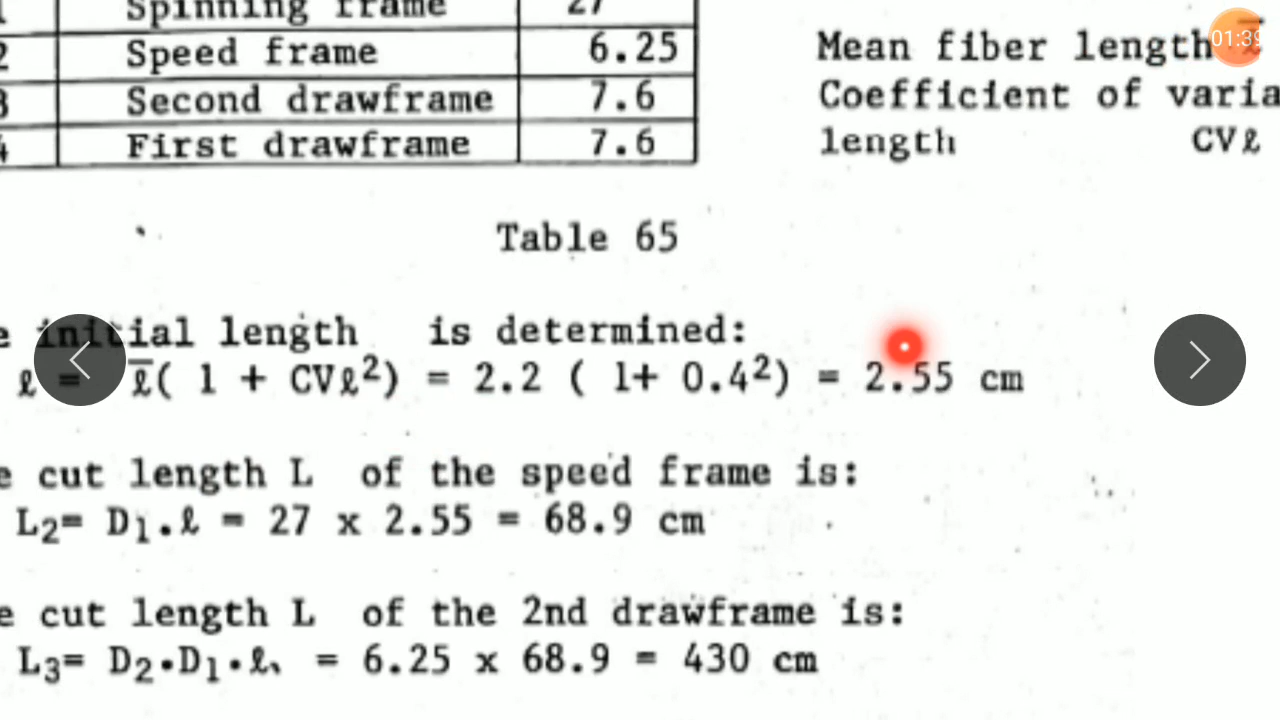 1 Spinning frame 27
2 Speed frame 6.25
3 Second drawframe 7.6
4 First drawframe 7.6
01:39
Mean fiber length l̅
Coefficient of varia
length CVℓ
Table 65
e initial length is determined:
ℓ = ℓ̅( 1 + CVℓ²) = 2.2 ( 1+ 0.4²) = 2.55 cm
e cut length L of the speed frame is:
L₂= D₁.ℓ = 27 x 2.55 = 68.9 cm
e cut length L of the 2nd drawframe is:
L₃= D₂.D₁.ℓ. = 6.25 x 68.9 = 430 cm